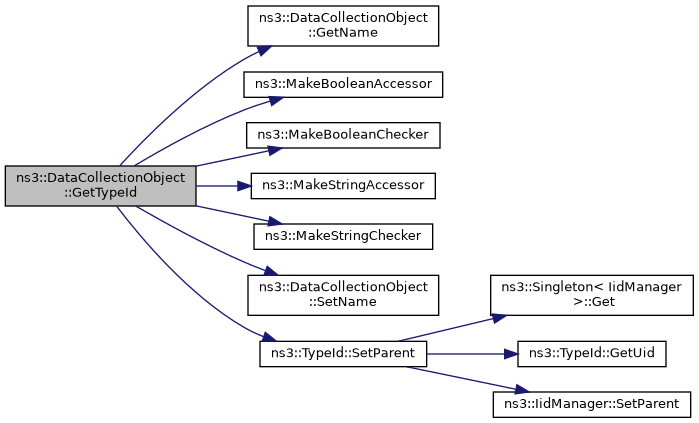 ns3::DataCollectionObject
::GetTypeId
ns3::DataCollectionObject
::GetName
ns3::MakeBooleanAccessor
ns3::MakeBooleanChecker
ns3::MakeStringAccessor
ns3::MakeStringChecker
ns3::DataCollectionObject
::SetName
ns3::TypeId::SetParent
ns3::Singleton< IidManager
>::Get
ns3::TypeId::GetUid
ns3::IidManager::SetParent